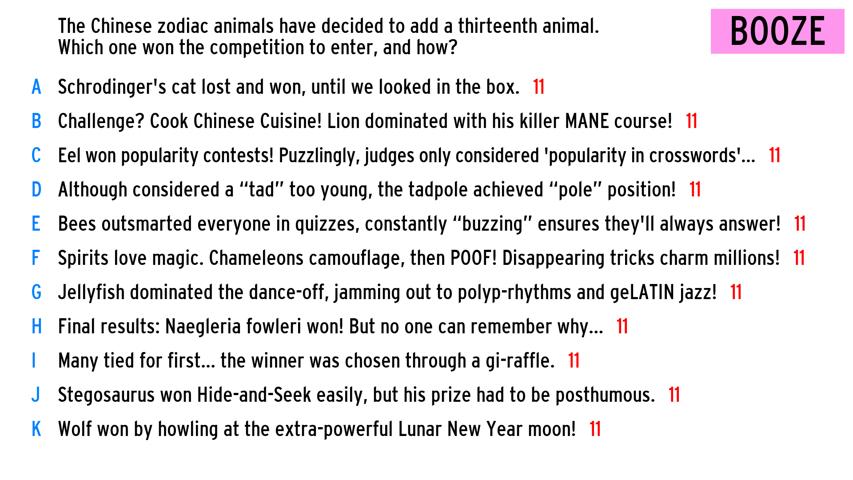 The Chinese zodiac animals have decided to add a thirteenth animal.
Which one won the competition to enter, and how?
BOOZE
A Schrodinger's cat lost and won, until we looked in the box. 11
B Challenge? Cook Chinese Cuisine! Lion dominated with his killer MANE course! 11
C Eel won popularity contests! Puzzlingly, judges only considered 'popularity in crosswords'... 11
D Although considered a “tad” too young, the tadpole achieved “pole” position! 11
E Bees outsmarted everyone in quizzes, constantly “buzzing” ensures they'll always answer! 11
F Spirits love magic. Chameleons camouflage, then POOF! Disappearing tricks charm millions! 11
G Jellyfish dominated the dance-off, jamming out to polyp-rhythms and geLATIN jazz! 11
H Final results: Naegleria fowleri won! But no one can remember why... 11
I Many tied for first... the winner was chosen through a gi-raffle. 11
J Stegosaurus won Hide-and-Seek easily, but his prize had to be posthumous. 11
K Wolf won by howling at the extra-powerful Lunar New Year moon! 11